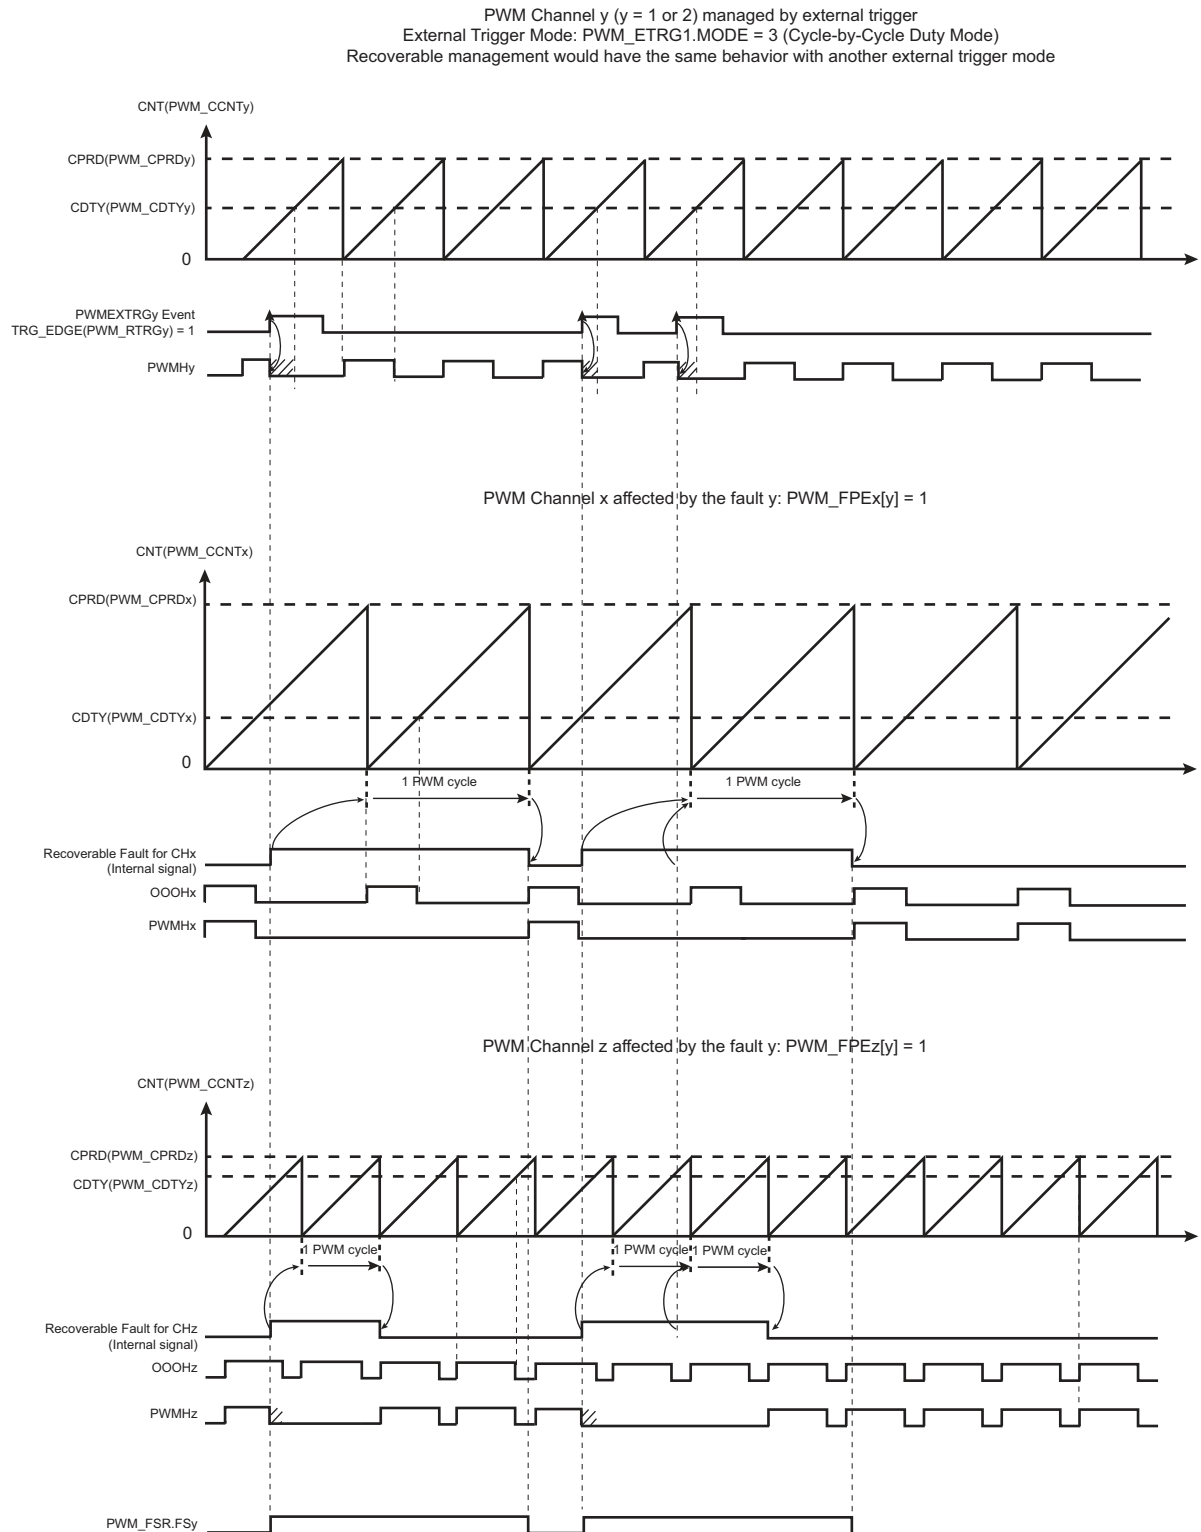 PWM Channel y (y = 1 or 2) managed by external trigger
External Trigger Mode: PWM_ETRG1.MODE = 3 (Cycle-by-Cycle Duty Mode)
Recoverable management would have the same behavior with another external trigger mode
CNT(PWM_CCNTy)
CPRD(PWM_CPRDy)
CDTY(PWM_CDTYy)
0
PWMEXTRGy Event
TRG_EDGE(PWM_RTRGy) = 1
PWMHy
PWM Channel x affected by the fault y: PWM_FPEx[y] = 1
CNT(PWM_CCNTx)
CPRD(PWM_CPRDx)
CDTY(PWM_CDTYx)
0
1 PWM cycle
1 PWM cycle
Recoverable Fault for CHx
(Internal signal)
OOOHx
PWMHx
PWM Channel z affected by the fault y: PWM_FPEz[y] = 1
CNT(PWM_CCNTz)
CPRD(PWM_CPRDz)
CDTY(PWM_CDTYz)
0
1 PWM cycle
1 PWM cycle
1 PWM cycle
Recoverable Fault for CHz
(Internal signal)
OOOHz
PWMHz
PWM_FSR.FSy